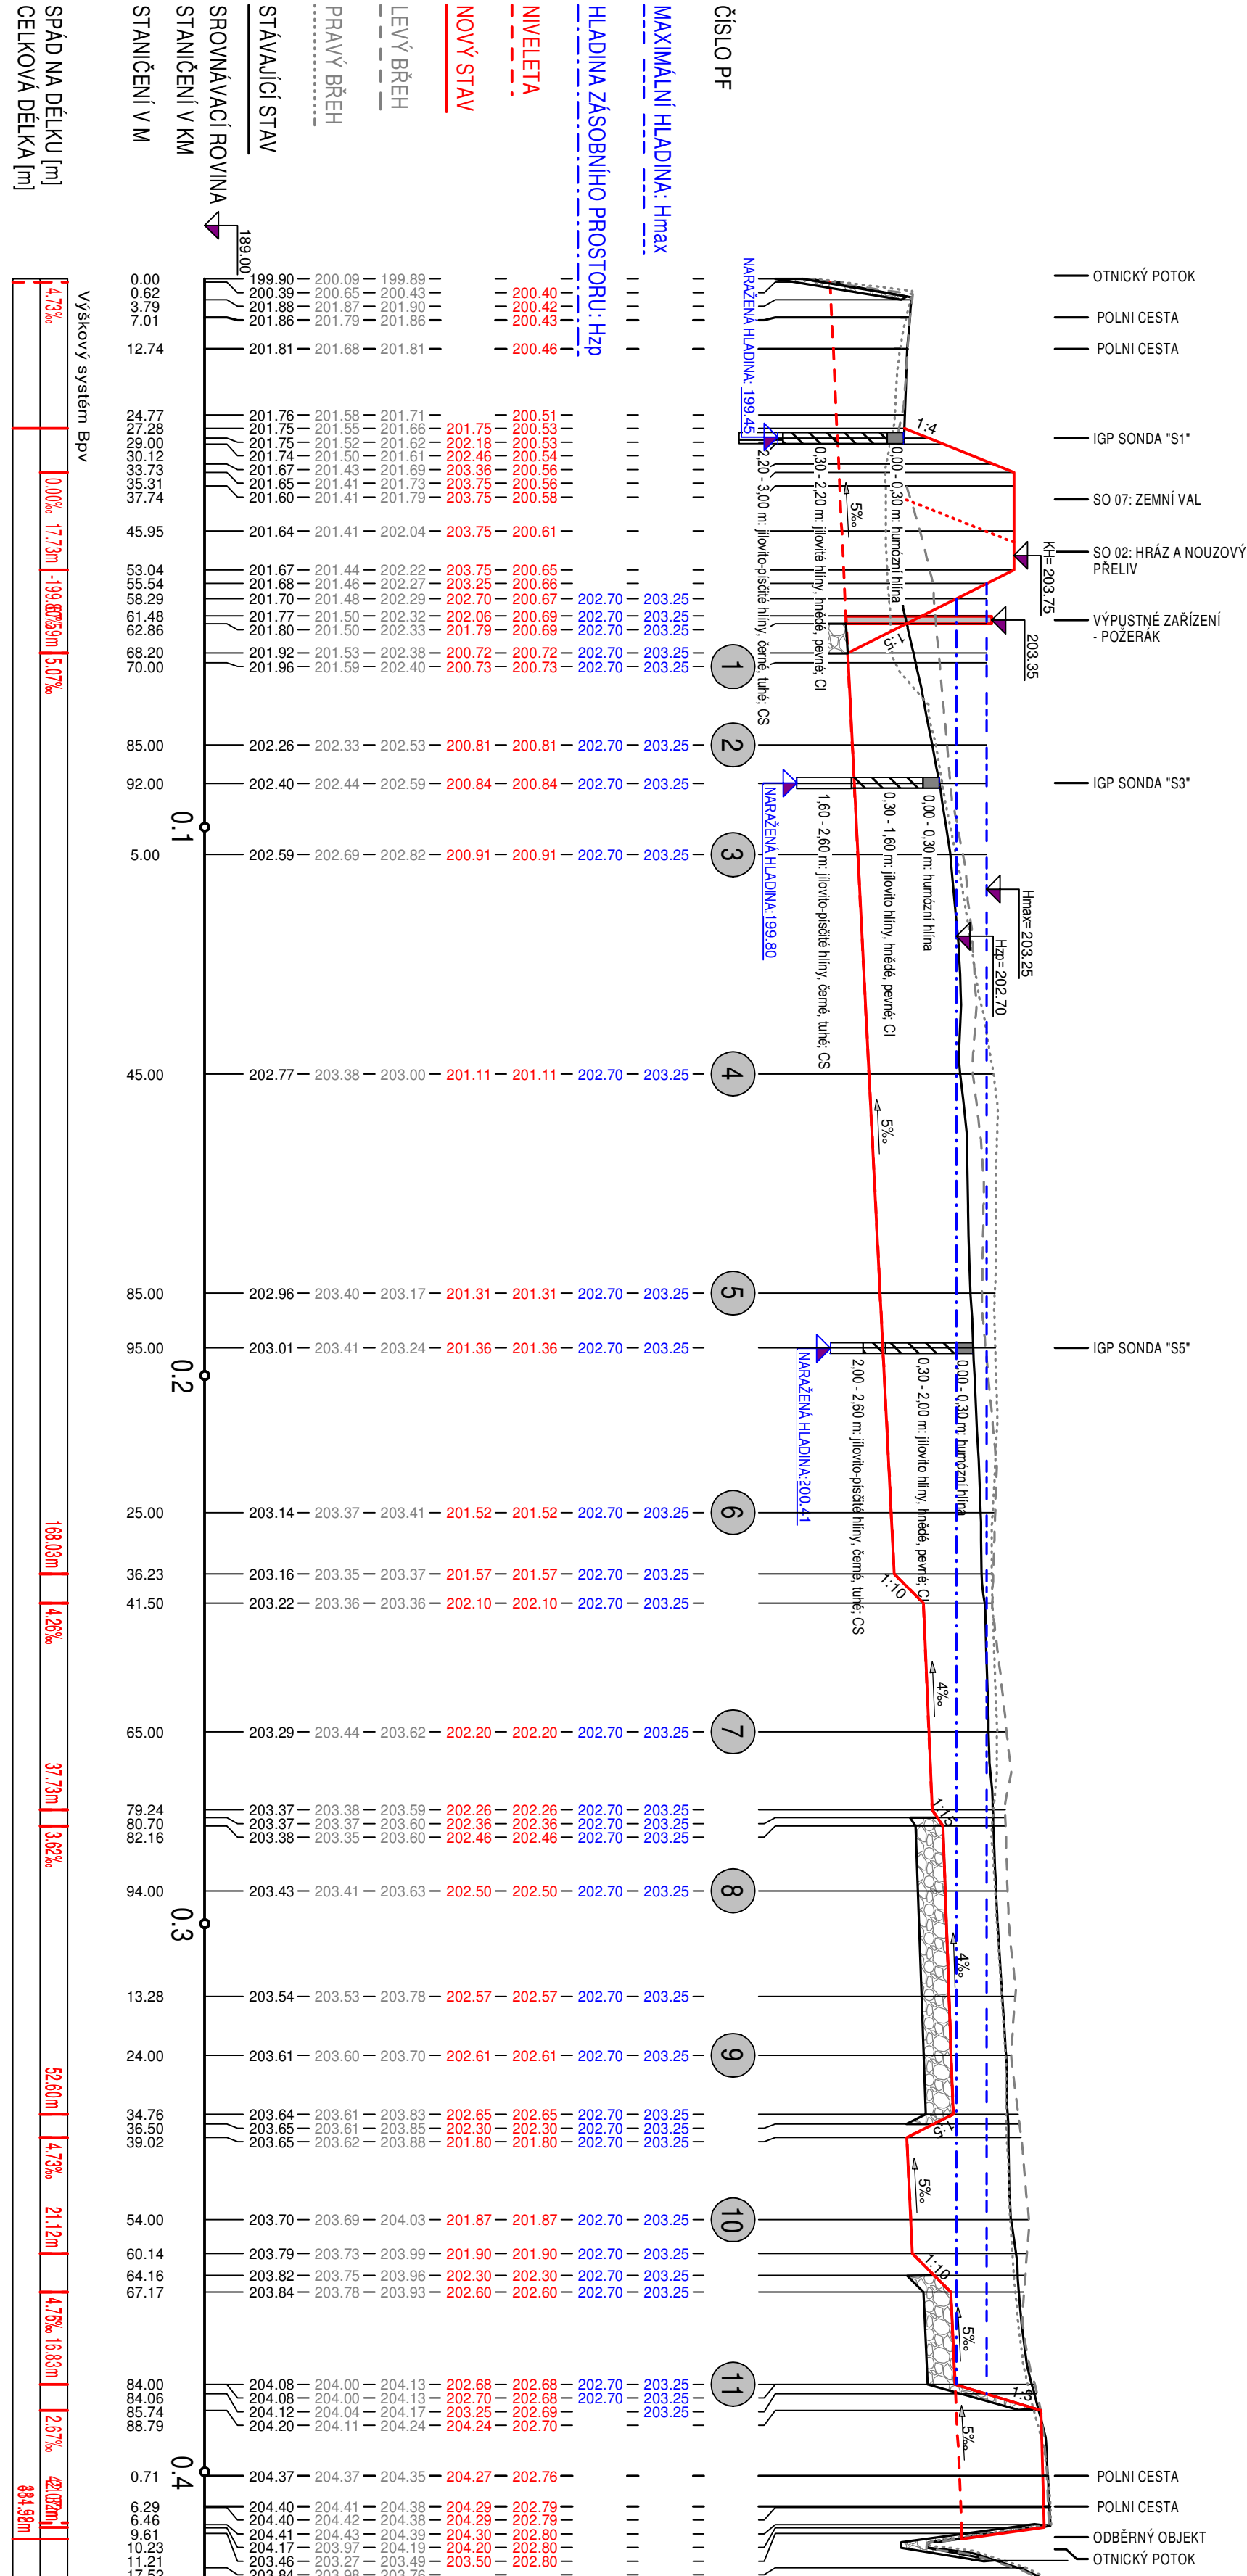 ČÍSLO PF
MAXIMÁLNÍ HLADINA: Hmax
HLADINA ZÁSOBNÍHO PROSTORU: Hzp
NIVELETA
NOVÝ STAV
LEVÝ BŘEH
PRAVÝ BŘEH
STÁVAJÍCÍ STAV
SROVNÁVACÍ ROVINA
189.00
STANIČENÍ V KM
STANIČENÍ V M
SPÁD NA DÉLKU [m]
CELKOVÁ DÉLKA [m]
Výškový systém Bpv
0.00 199.90 200.09 199.89
0.62 200.39 200.65 200.43 200.40
3.79 201.88 201.87 201.90 200.42
7.01 201.86 201.79 201.86 200.43
12.74 201.81 201.68 201.81 200.46
24.77 201.76 201.58 201.71 200.51
27.28 201.75 201.55 201.66 201.75 200.53
29.00 201.75 201.52 201.62 202.18 200.53
30.12 201.74 201.50 201.61 202.46 200.54
33.73 201.67 201.43 201.69 203.36 200.56
35.31 201.65 201.41 201.73 203.75 200.56
37.74 201.60 201.41 201.79 203.75 200.58
45.95 201.64 201.41 202.04 203.75 200.61
53.04 201.67 201.44 202.22 203.75 200.65
55.54 201.68 201.46 202.27 203.25 200.66
58.29 201.70 201.48 202.29 202.70 200.67 202.70 203.25
61.48 201.77 201.50 202.32 202.06 200.69 202.70 203.25
62.86 201.80 201.50 202.33 201.79 200.69 202.70 203.25
68.20 201.92 201.53 202.38 200.72 200.72 202.70 203.25
70.00 201.96 201.59 202.40 200.73 200.73 202.70 203.25 1
85.00 202.26 202.33 202.53 200.81 200.81 202.70 203.25 2
92.00 202.40 202.44 202.59 200.84 200.84 202.70 203.25
0.1
5.00 202.59 202.69 202.82 200.91 200.91 202.70 203.25 3
45.00 202.77 203.38 203.00 201.11 201.11 202.70 203.25 4
85.00 202.96 203.40 203.17 201.31 201.31 202.70 203.25 5
95.00 203.01 203.41 203.24 201.36 201.36 202.70 203.25
0.2
25.00 203.14 203.37 203.41 201.52 201.52 202.70 203.25 6
36.23 203.16 203.35 203.37 201.57 201.57 202.70 203.25
41.50 203.22 203.36 203.36 202.10 202.10 202.70 203.25
65.00 203.29 203.44 203.62 202.20 202.20 202.70 203.25 7
79.24 203.37 203.38 203.59 202.26 202.26 202.70 203.25
80.70 203.37 203.37 203.60 202.36 202.36 202.70 203.25
82.16 203.38 203.35 203.60 202.46 202.46 202.70 203.25
94.00 203.43 203.41 203.63 202.50 202.50 202.70 203.25 8
0.3
13.28 203.54 203.53 203.78 202.57 202.57 202.70 203.25
24.00 203.61 203.60 203.70 202.61 202.61 202.70 203.25 9
34.76 203.64 203.61 203.83 202.65 202.65 202.70 203.25
36.50 203.65 203.61 203.85 202.30 202.30 202.70 203.25
39.02 203.65 203.62 203.88 201.80 201.80 202.70 203.25
54.00 203.70 203.69 204.03 201.87 201.87 202.70 203.25 10
60.14 203.79 203.73 203.99 201.90 201.90 202.70 203.25
64.16 203.82 203.75 203.96 202.30 202.30 202.70 203.25
67.17 203.84 203.78 203.93 202.60 202.60 202.70 203.25
84.00 204.08 204.00 204.13 202.68 202.68 202.70 203.25 11
84.06 204.08 204.00 204.13 202.70 202.68 202.70 203.25
85.74 204.12 204.04 204.17 203.25 202.69 203.25
88.79 204.20 204.11 204.24 204.24 202.70
0.4
0.71 204.37 204.37 204.35 204.27 202.76
6.29 204.40 204.41 204.38 204.29 202.79
6.46 204.40 204.42 204.38 204.29 202.79
9.61 204.41 204.43 204.39 204.30 202.80
10.23 204.17 203.97 204.19 204.20 202.80
11.21 203.46 203.27 203.49 203.50 202.80
4.73‰
0.00‰ 17.73m
5.07‰ 168.03m
4.26‰ 37.73m
3.62‰ 52.60m
4.73‰ 21.12m
4.76‰ 16.83m
2.67‰
OTNICKÝ POTOK
POLNI CESTA
POLNI CESTA
IGP SONDA "S1"
SO 07: ZEMNÍ VAL
SO 02: HRÁZ A NOUZOVÝ
PŘELIV
VÝPUSTNÉ ZAŘÍZENÍ
- POŽERÁK
IGP SONDA "S3"
IGP SONDA "S5"
POLNI CESTA
POLNI CESTA
ODBĚRNÝ OBJEKT
OTNICKÝ POTOK
KH= 203.75
203.35
Hmax= 203.25
Hzp= 202.70
NARAŽENÁ HLADINA: 199.45
0,00 - 0,30 m: humózní hlína
0,30 - 2,20 m: jílovité hlíny, hnědé, pevné; CI
2,20 - 3,00 m: jílovito-písčité hlíny, černé, tuhé; CS
NARAŽENÁ HLADINA:199.80
0,00 - 0,30 m: humózní hlína
0,30 - 1,60 m: jílovito hlíny, hnědé, pevné; CI
1,60 - 2,60 m: jílovito-písčité hlíny, černé, tuhé; CS
NARAŽENÁ HLADINA:200.41
0,00 - 0,30 m: humózní hlína
0,30 - 2,00 m: jílovito hlíny, hnědé, pevné; CI
2,00 - 2,60 m: jílovito-písčité hlíny, černé, tuhé; CS
1:4
5‰
5‰
1:10
4‰
1:15
4‰
5‰
1:10
5‰
1:3
5‰